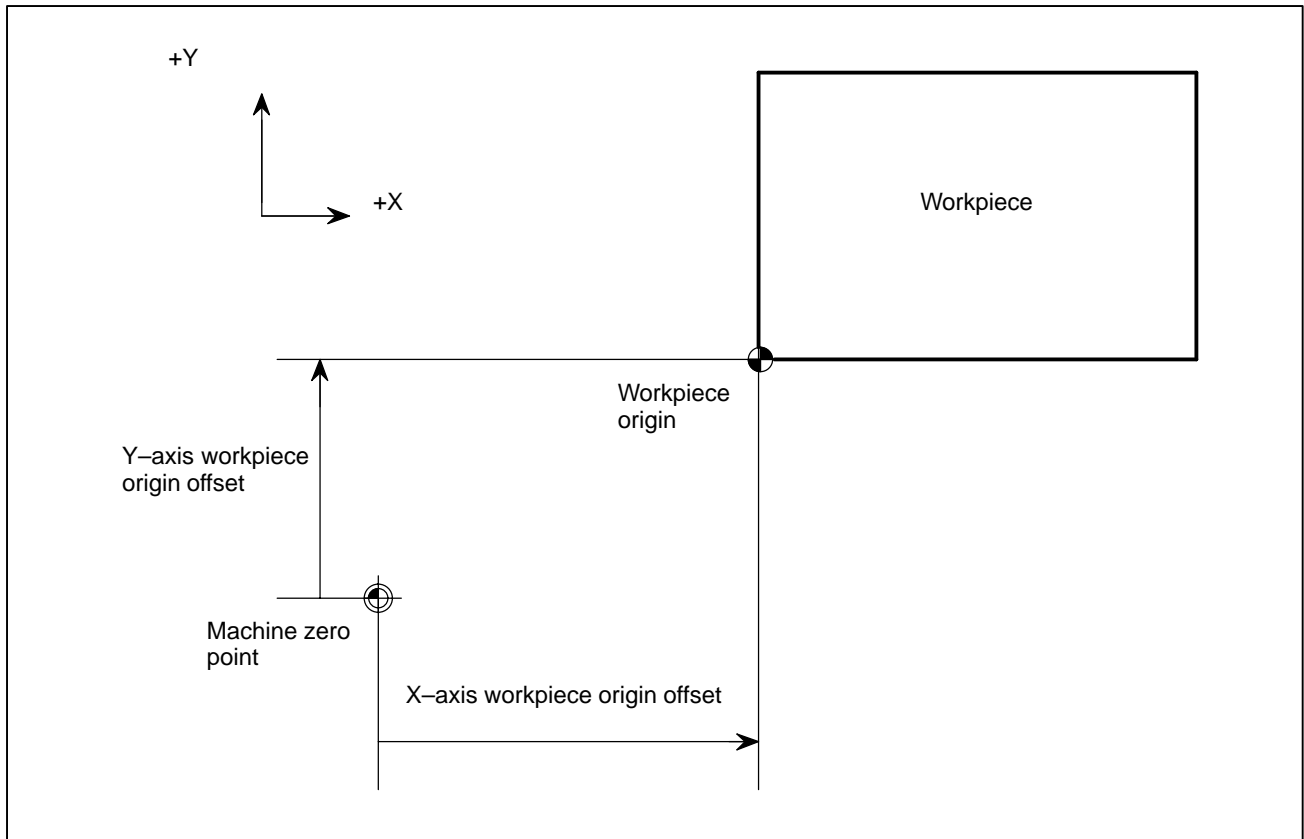 +Y
+X
Workpiece
Workpiece
origin
Y–axis workpiece
origin offset
Machine zero
point
X–axis workpiece origin offset